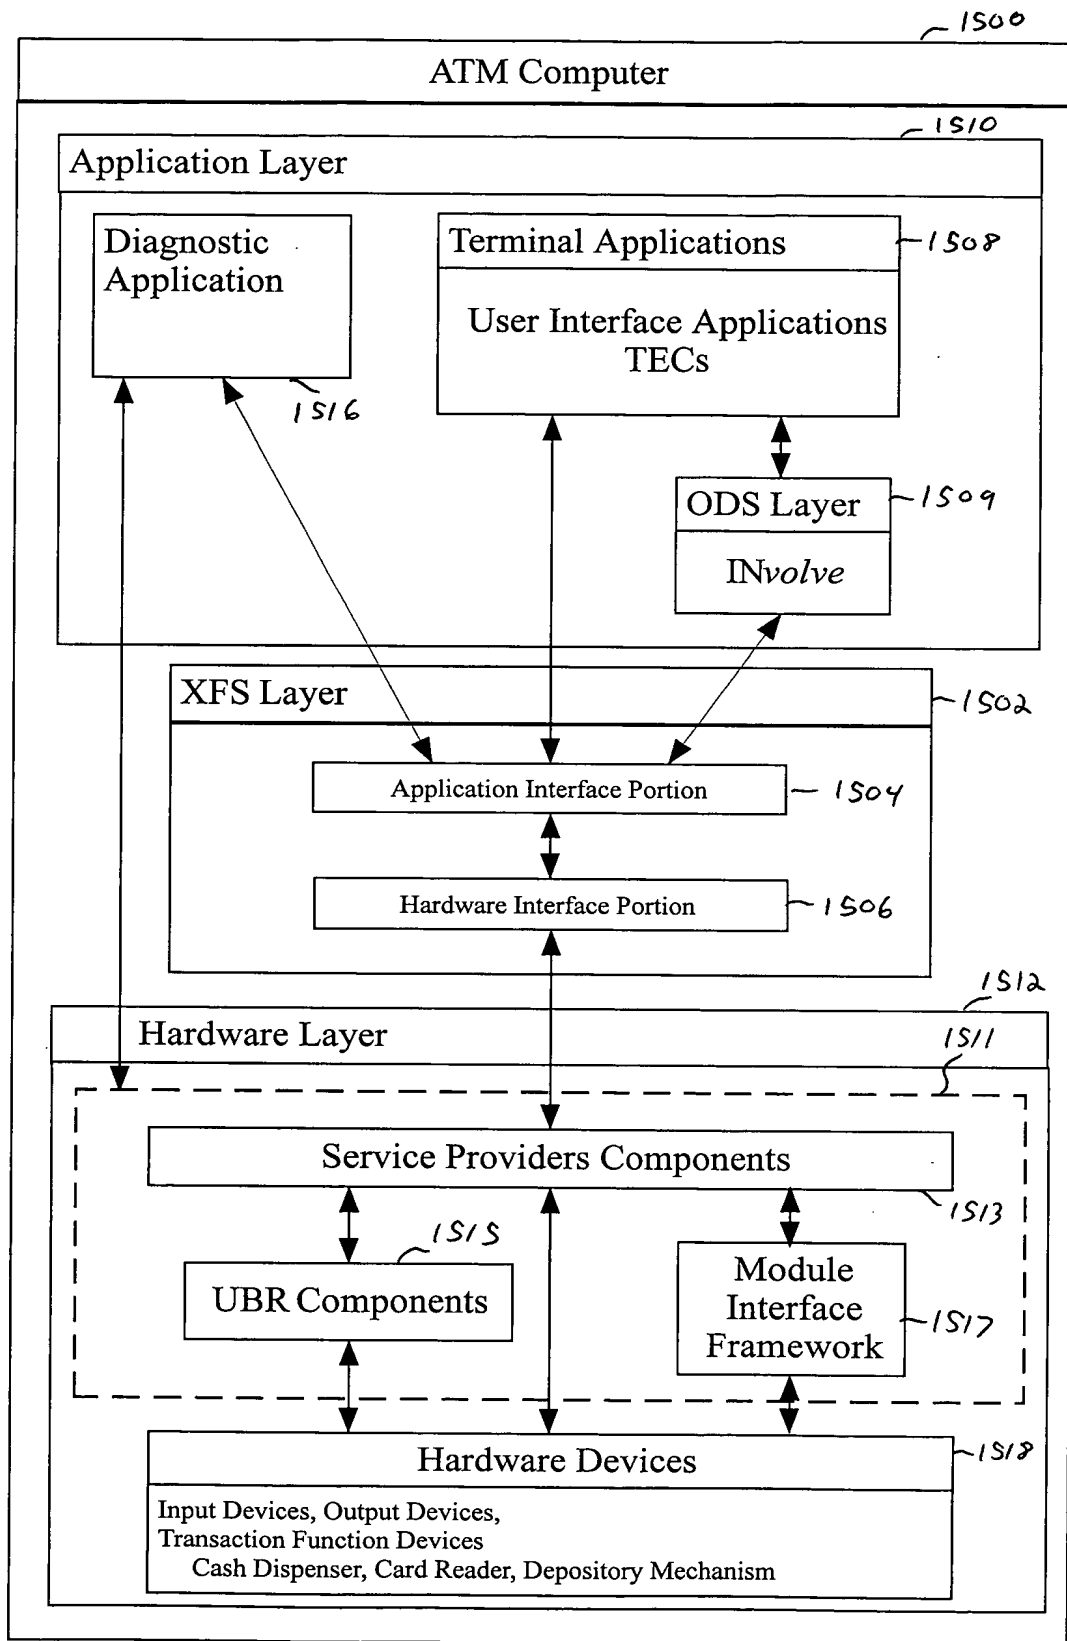 1500
ATM Computer
1510
Application Layer
Diagnostic
Application
1516
Terminal Applications
1508
User Interface Applications
TECs
ODS Layer
1509
INvolve
XFS Layer
1502
Application Interface Portion
1504
Hardware Interface Portion
1506
1512
Hardware Layer
1511
Service Providers Components
1513
1515
UBR Components
Module
Interface
Framework
1517
Hardware Devices
1518
Input Devices, Output Devices,
Transaction Function Devices
Cash Dispenser, Card Reader, Depository Mechanism